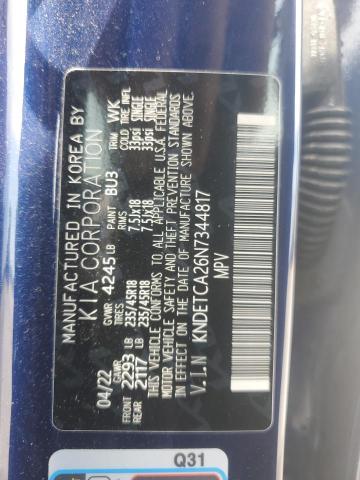 MANUFACTURED IN KOREA BY
KIA CORPORATION
04/22 GVWR 4245 LB PAINT BU3 TRIM WK
GAWR TIRES RIMS COLD TIRE INFL
FRONT 2293 LB 235/45R18 7.5JX18 33psi SINGLE
REAR 2117 LB 235/45R18 7.5JX18 33psi SINGLE
THIS VEHICLE CONFORMS TO ALL APPLICABLE U.S.A. FEDERAL
MOTOR VEHICLE SAFETY AND THEFT PREVENTION STANDARDS
IN EFFECT ON THE DATE OF MANUFACTURE SHOWN ABOVE.
V.I.N KNDETCA26N7344817
MPV
Q31